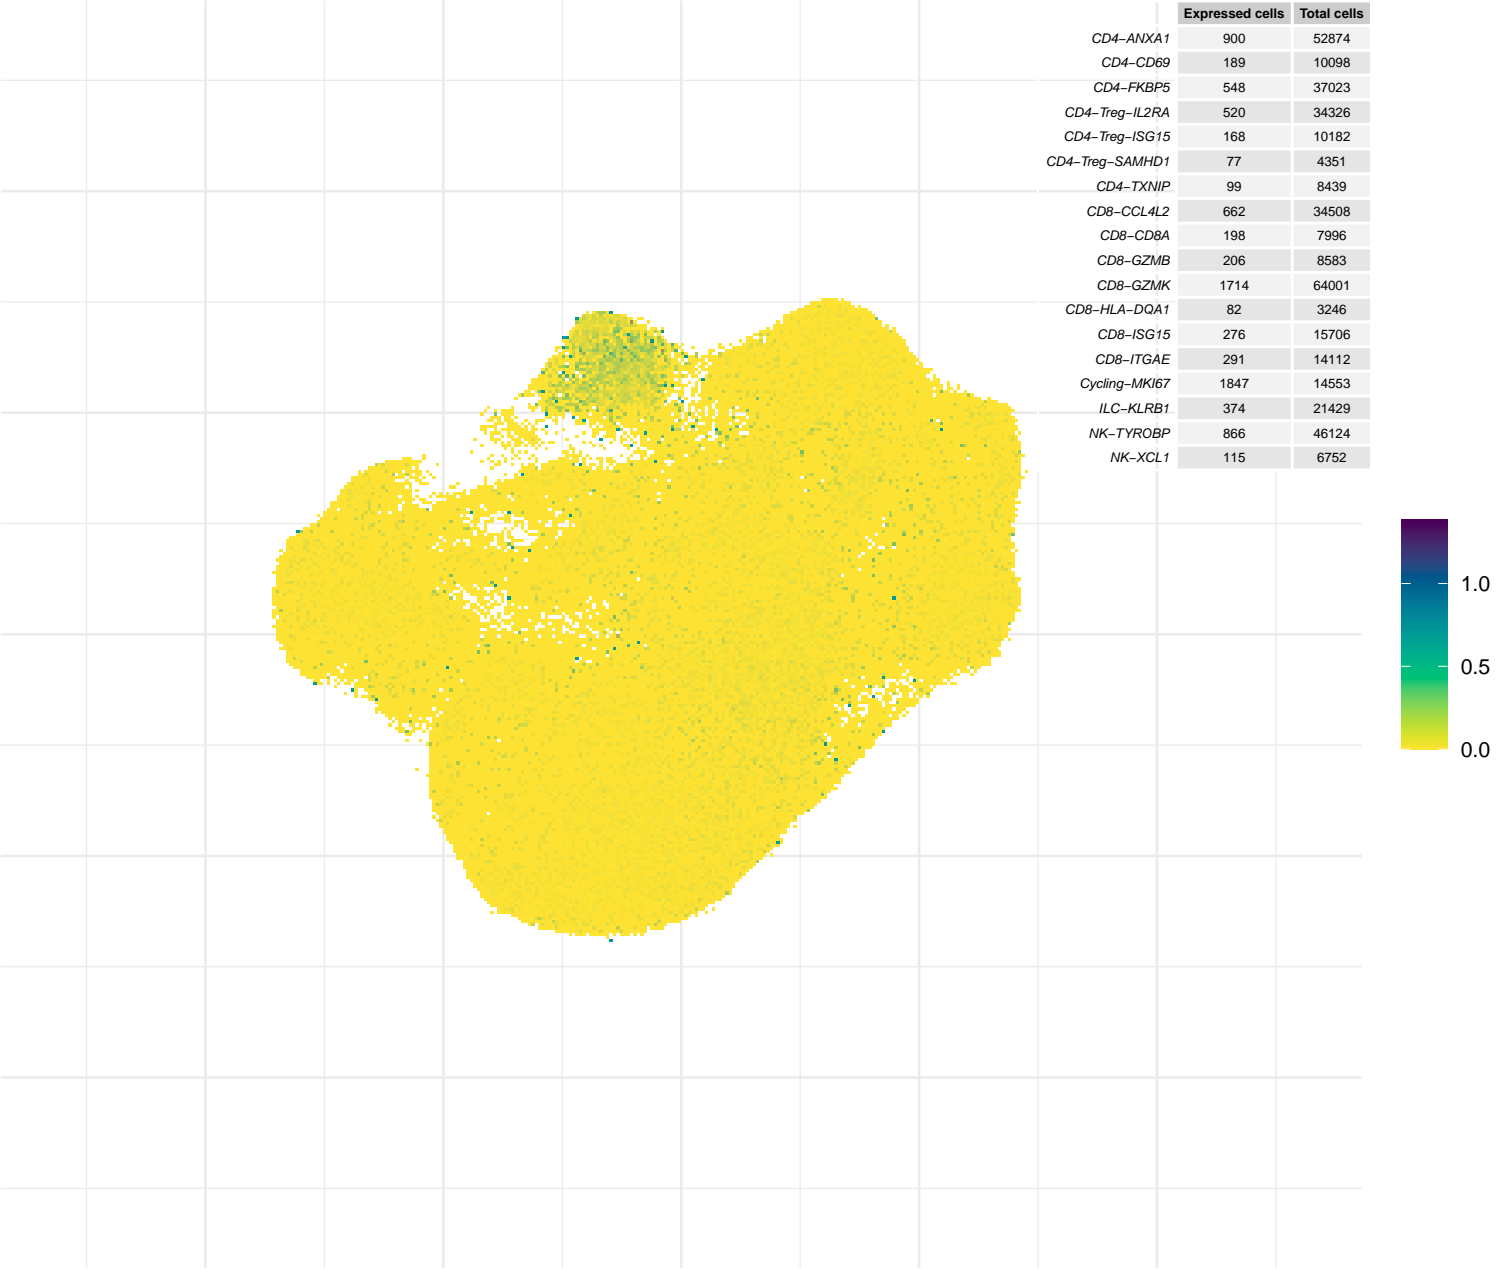 Expressed cells Total cells
CD4−ANXA1 900 52874
CD4−CD69 189 10098
CD4−FKBP5 548 37023
CD4−Treg−IL2RA 520 34326
CD4−Treg−ISG15 168 10182
CD4−Treg−SAMHD1 77 4351
CD4−TXNIP 99 8439
CD8−CCL4L2 662 34508
CD8−CD8A 198 7996
CD8−GZMB 206 8583
CD8−GZMK 1714 64001
CD8−HLA−DQA1 82 3246
CD8−ISG15 276 15706
CD8−ITGAE 291 14112
Cycling−MKI67 1847 14553
ILC−KLRB1 374 21429
NK−TYROBP 866 46124
NK−XCL1 115 6752
1.0
0.5
0.0